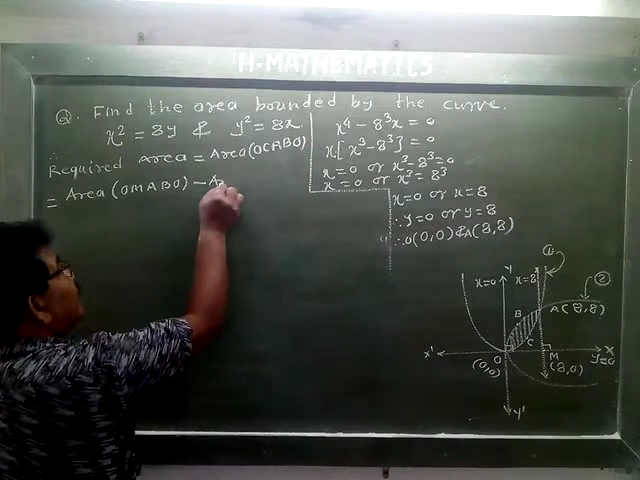 H-MATHEMATICS
Q. Find the area bounded by the curve.
x² = 8y & y² = 8x
∴ Required area = Area (OCABO)
= Area (OMABO) – A
x⁴ – 8³x = 0
x[x³ – 8³] = 0
x = 0 or x³ – 8³ = 0
x = 0 or x³ = 8³
x = 0 or x = 8
∴ y = 0 or y = 8
∴ O(0,0) & A(8,8)
①
②
x=0
Y
x=8
B
A(8,8)
C
X'
O
(0,0)
M
(8,0)
X
Y=0
Y'